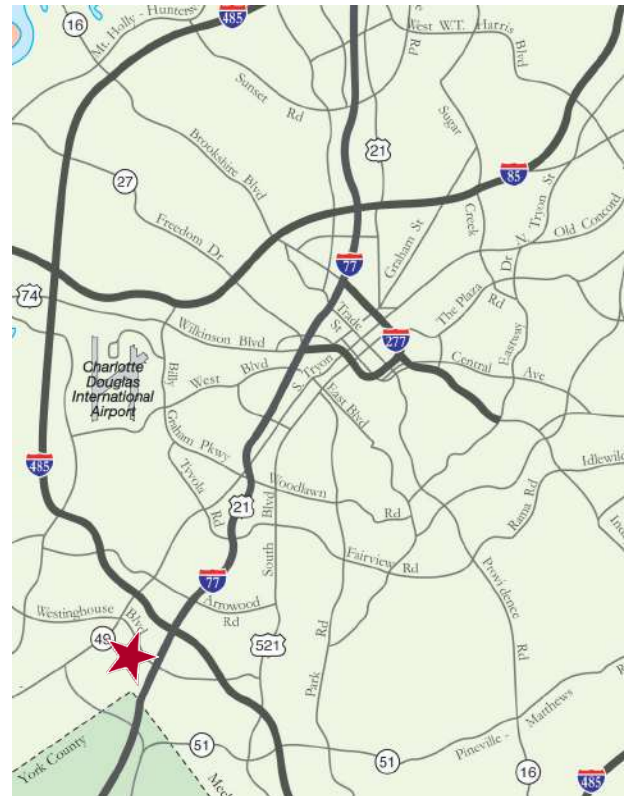 485
16
Mt. Holly - Hunters
West W.T. Harris Blvd
Sunset Rd
Sugar Creek
21
Brookshire Blvd
85
27
Freedom Dr
Graham St
N. Tryon St
Old Concord Rd
77
74
The Plaza
Dr
Eastway
Trade St
277
Wilkinson Blvd
Central Ave
Charlotte
Douglas
International
Airport
Billy Graham Pkwy
West Blvd
S. Tryon
East Blvd
485
Idlewild
Tyvola Rd
Woodlawn Rd
Rama Rd
Ind
21
South Blvd
Fairview Rd
Providence Rd
77
Arrowood Rd
Westinghouse Blvd
49
521
Park Rd
Pineville - Matthews R
York County
Meck
51
51
16
485